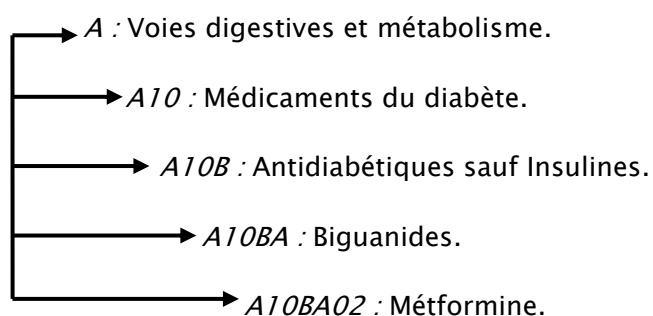 A : Voies digestives et métabolisme.
A10 : Médicaments du diabète.
A10B : Antidiabétiques sauf Insulines.
A10BA : Biguanides.
A10BA02 : Métformine.